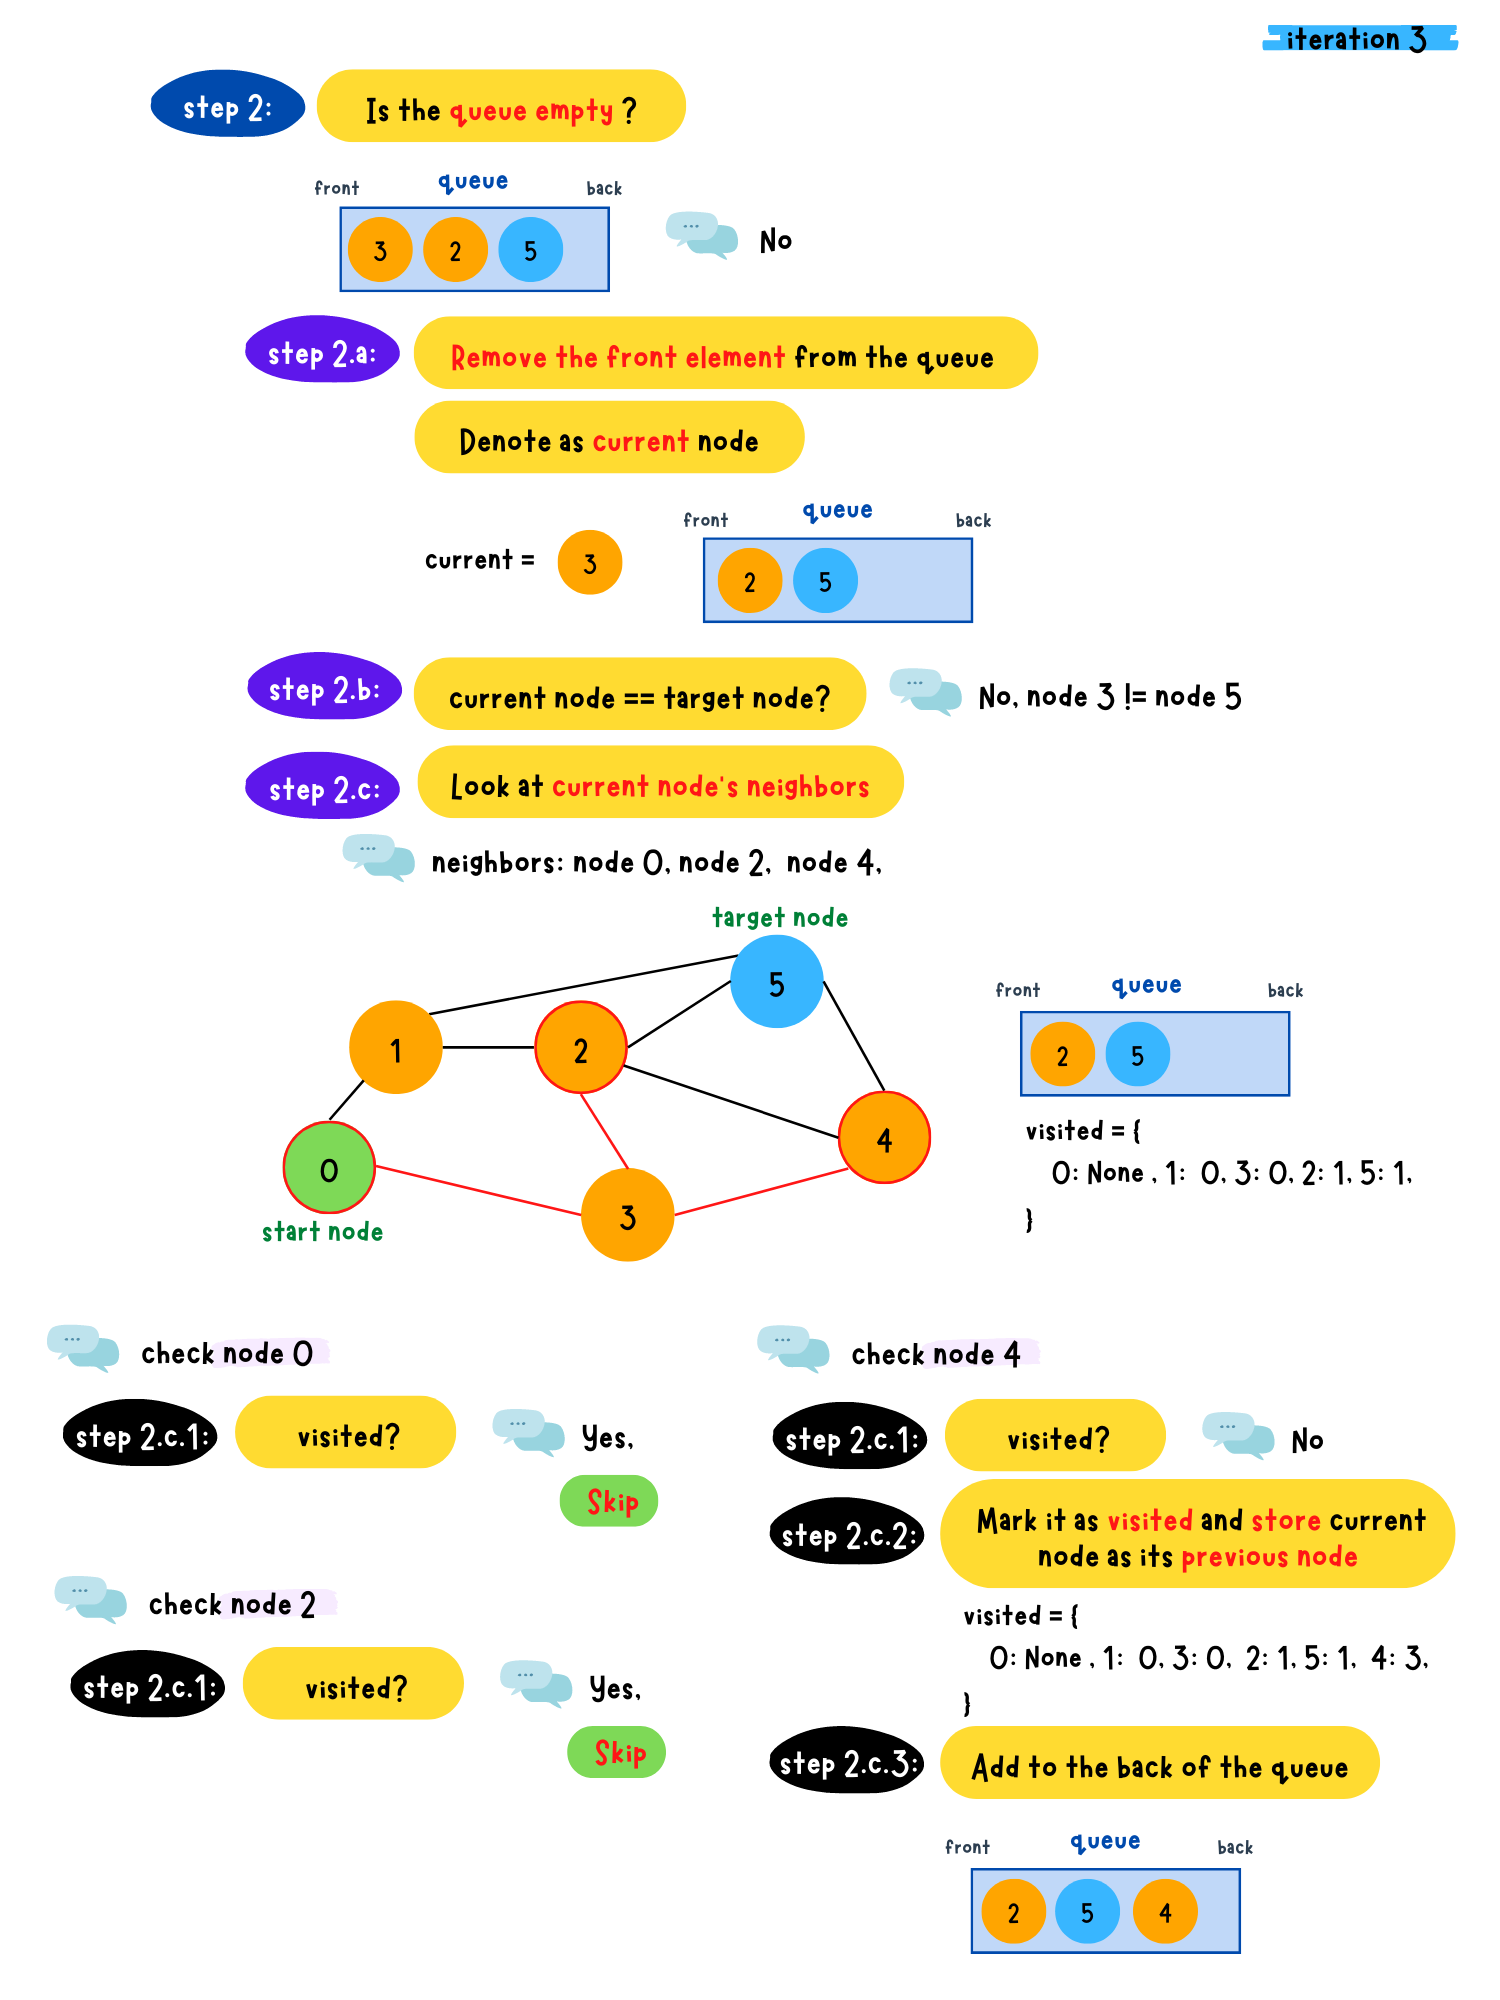 iteration 3
step 2:
Is the queue empty ?
front queue back
3 2 5
No
step 2.a:
Remove the front element from the queue
Denote as current node
current =
3
front queue back
2 5
step 2.b:
current node == target node?
No, node 3 != node 5
step 2.c:
Look at current node's neighbors
neighbors: node 0, node 2, node 4,
target node
5
1
2
4
0
3
start node
front queue back
2 5
visited = {
0: None , 1: 0, 3: 0, 2: 1, 5: 1,
}
check node 0
step 2.c.1:
visited?
Yes,
Skip
check node 2
step 2.c.1:
visited?
Yes,
Skip
check node 4
step 2.c.1:
visited?
No
step 2.c.2:
Mark it as visited and store current
node as its previous node
visited = {
0: None , 1: 0, 3: 0, 2: 1, 5: 1, 4: 3,
}
step 2.c.3:
Add to the back of the queue
front queue back
2 5 4